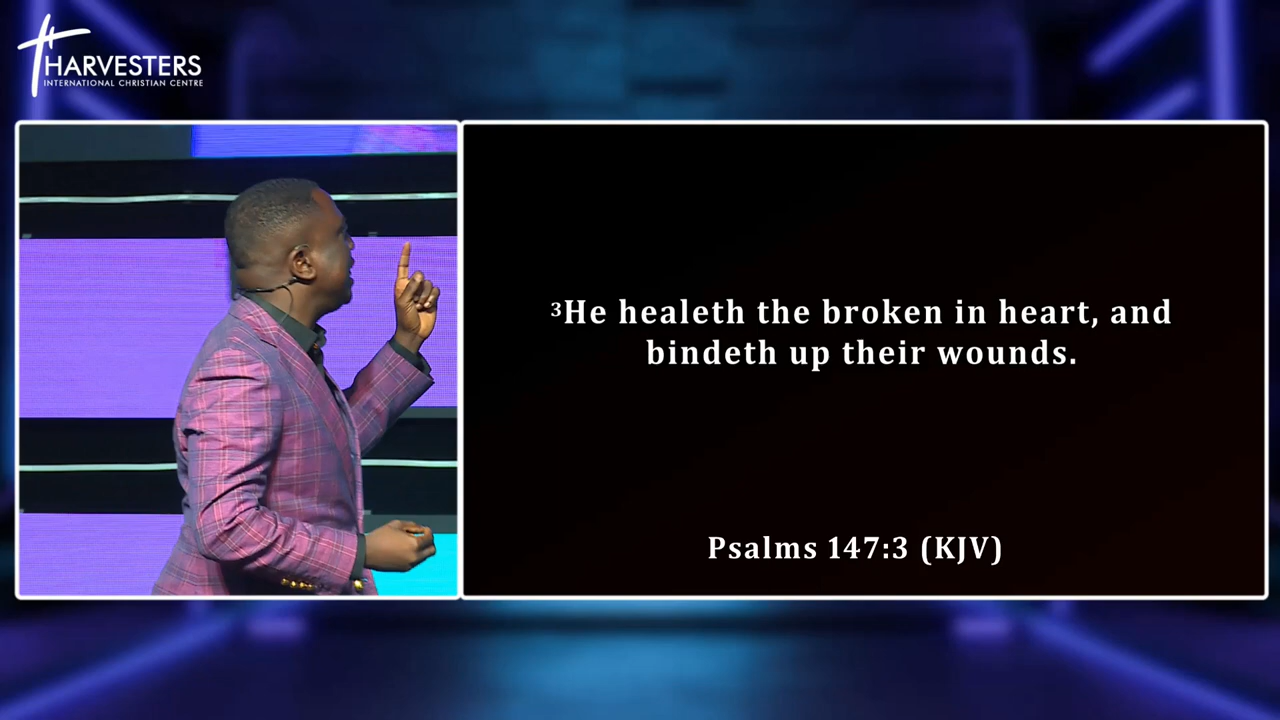 HARVESTERS
INTERNATIONAL CHRISTIAN CENTRE
³He healeth the broken in heart, and
bindeth up their wounds.
Psalms 147:3 (KJV)